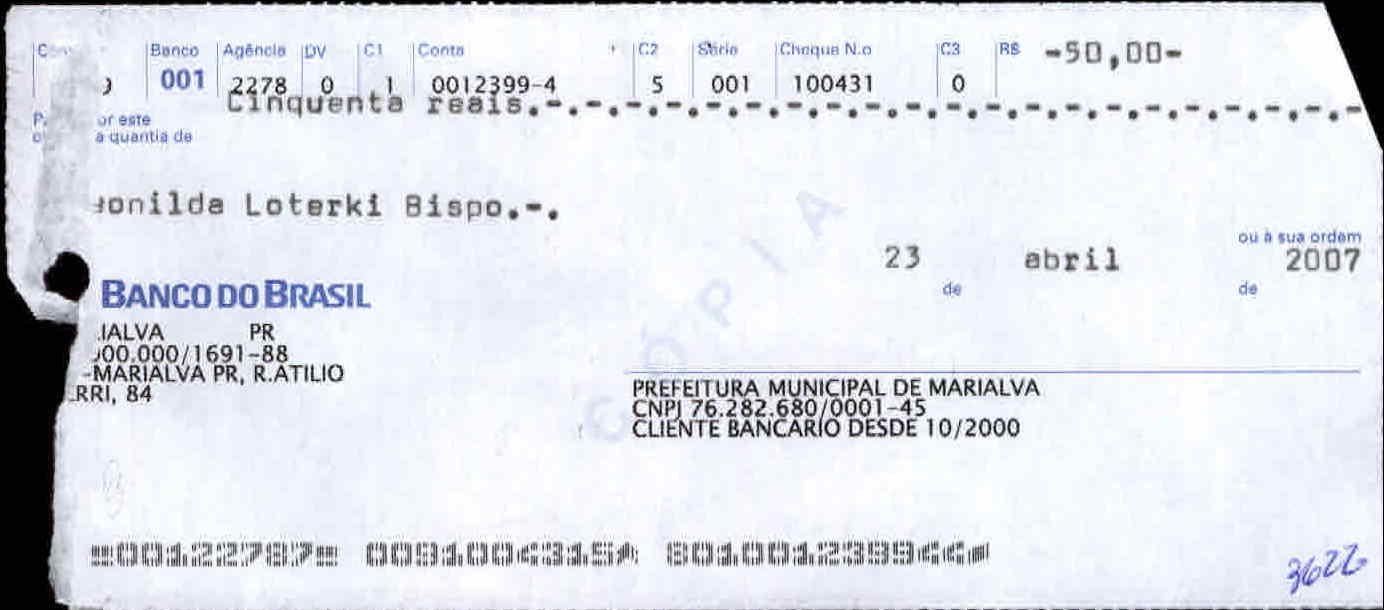 Banco Agência DV C1 Conta C2 Série Cheque N.o C3 R$ -50,00-
001 2278 0 1 0012399-4 5 001 100431 0
Cinquenta reais.-.-.-.-.-.-.-.-.-.-.-.-.-.-.-.-.-.-.-.-.-
or este
a quantia de
onilda Loterki Bispo.-.
ou à sua ordem
23 de abril de 2007
CÓPIA
BANCO DO BRASIL
IALVA PR
00.000/1691-88
-MARIALVA PR, R.ATILIO
RRI, 84
PREFEITURA MUNICIPAL DE MARIALVA
CNPJ 76.282.680/0001-45
CLIENTE BANCARIO DESDE 10/2000
3622